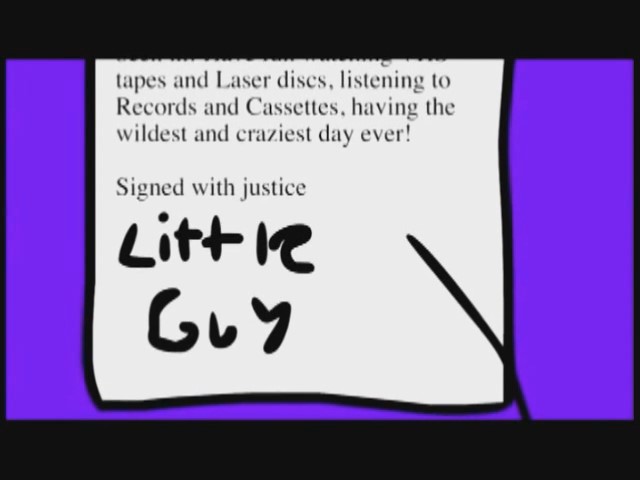 tapes and Laser discs, listening to
Records and Cassettes, having the
wildest and craziest day ever!
Signed with justice
Little
Guy